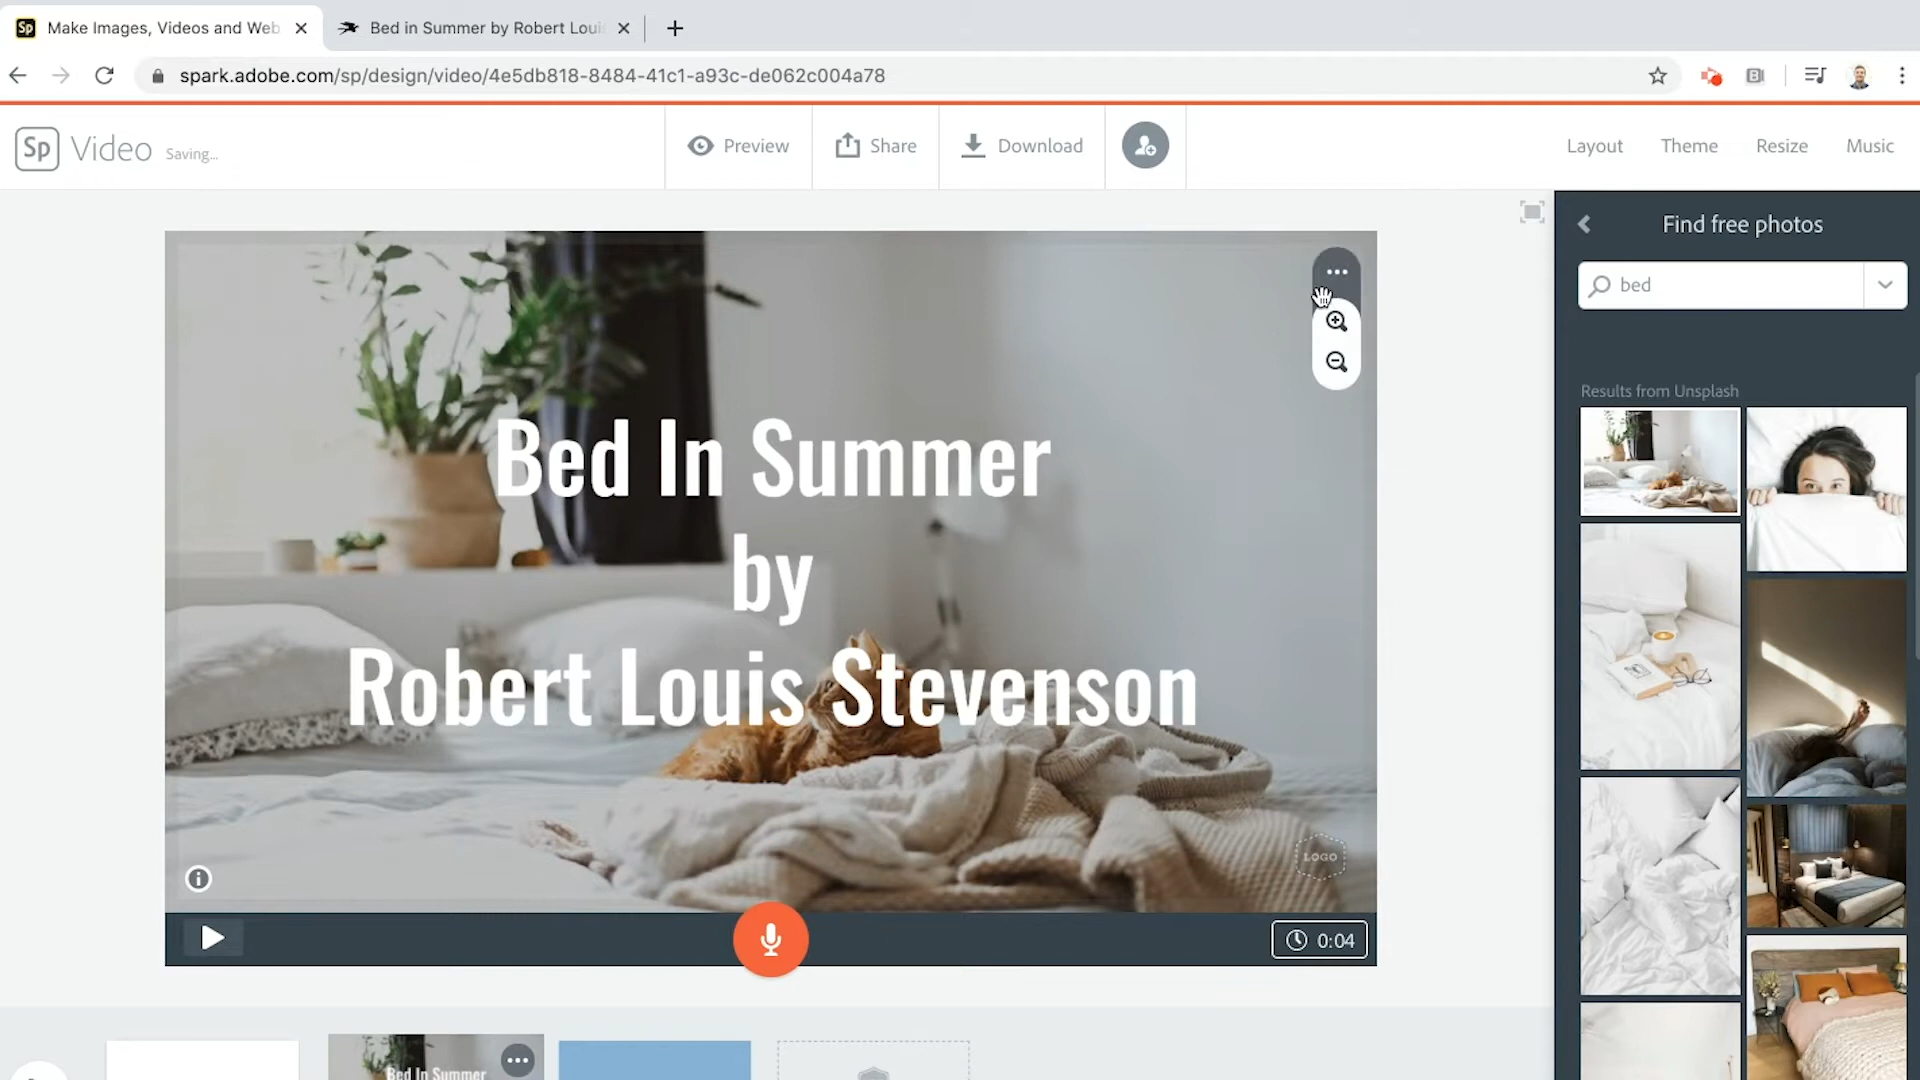 Sp Make Images, Videos and Web
Bed in Summer by Robert Loui
spark.adobe.com/sp/design/video/4e5db818-8484-41c1-a93c-de062c004a78
Sp Video Saving...
Preview
Share
Download
Layout
Theme
Resize
Music
Find free photos
bed
Results from Unsplash
Bed In Summer
by
Robert Louis Stevenson
LOGO
0:04
Bed In Summer